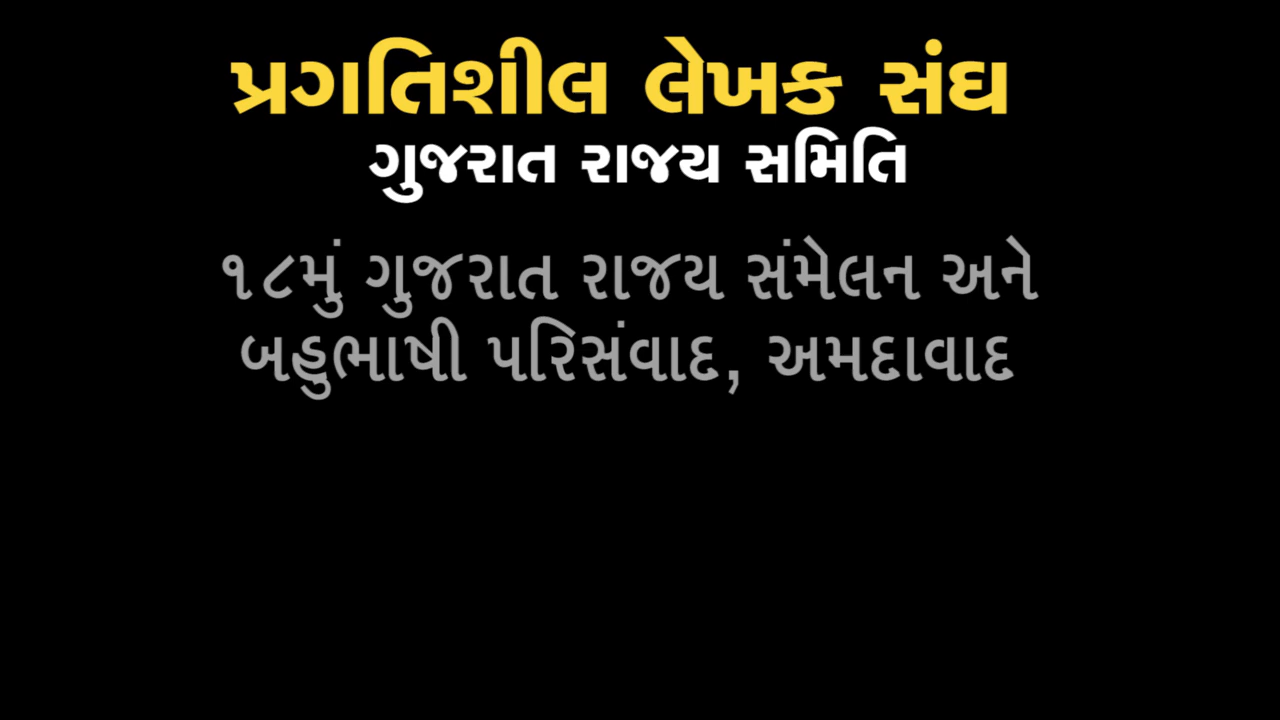 પ્રગતિશીલ લેખક સંઘ
ગુજરાત રાજ્ય સમિતિ
૧૮મું ગુજરાત રાજ્ય સંમેલન અને
બહુભાષી પરિસંવાદ, અમદાવાદ